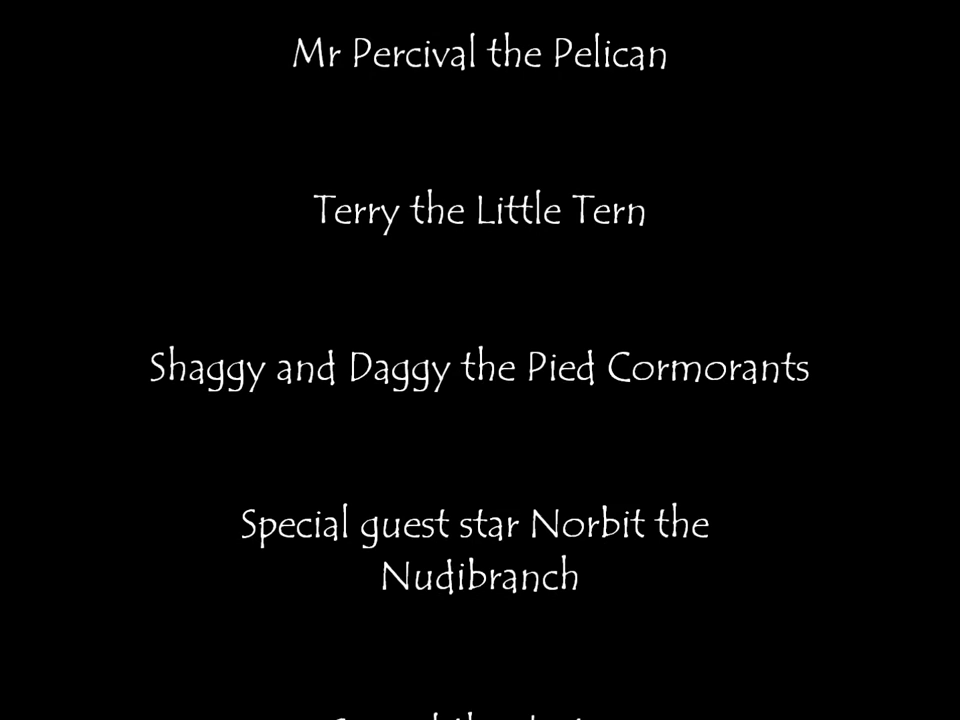 Mr Percival the Pelican
Terry the Little Tern
Shaggy and Daggy the Pied Cormorants
Special guest star Norbit the
Nudibranch